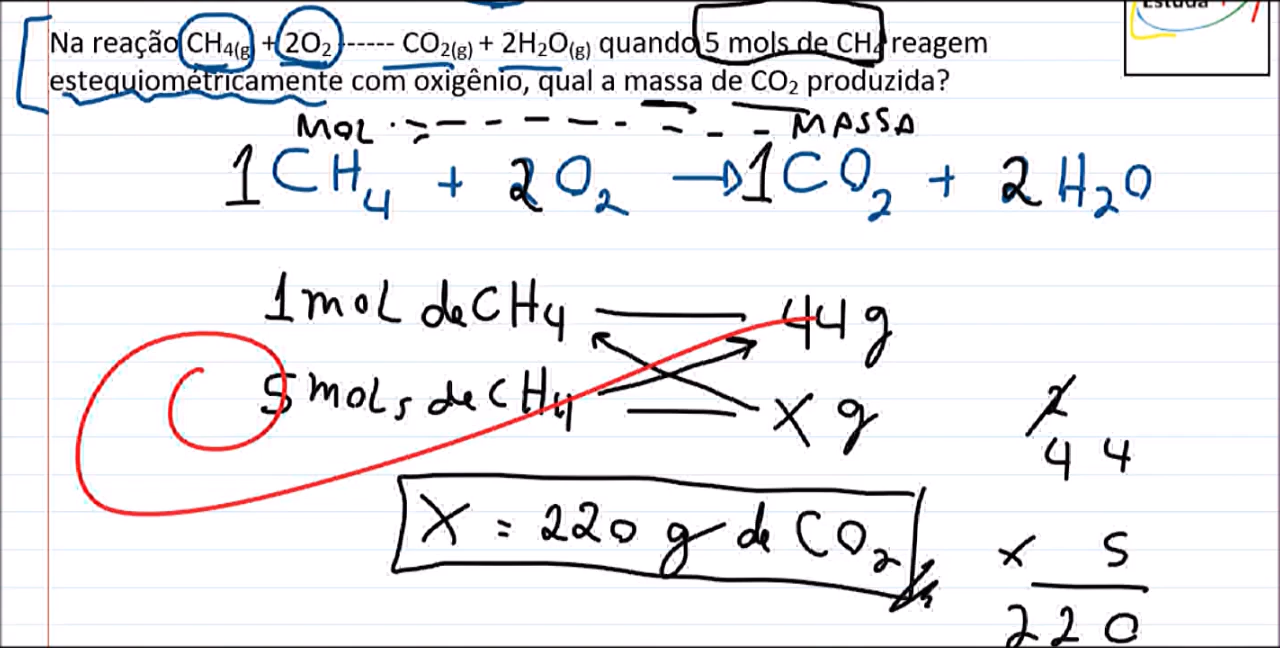 Estuda
Na reação CH₄(g) + 2O₂ ------ CO₂(g) + 2H₂O(g) quando 5 mols de CH₄ reagem
estequiométricamente com oxigênio, qual a massa de CO₂ produzida?
MOL - - - - - - - - MASSA
1CH₄ + 2O₂ → 1CO₂ + 2H₂O
1 mol de CH₄ 44 g
5 mols de CH₄ X g
2
44
X = 220 g de CO₂
x 5
220